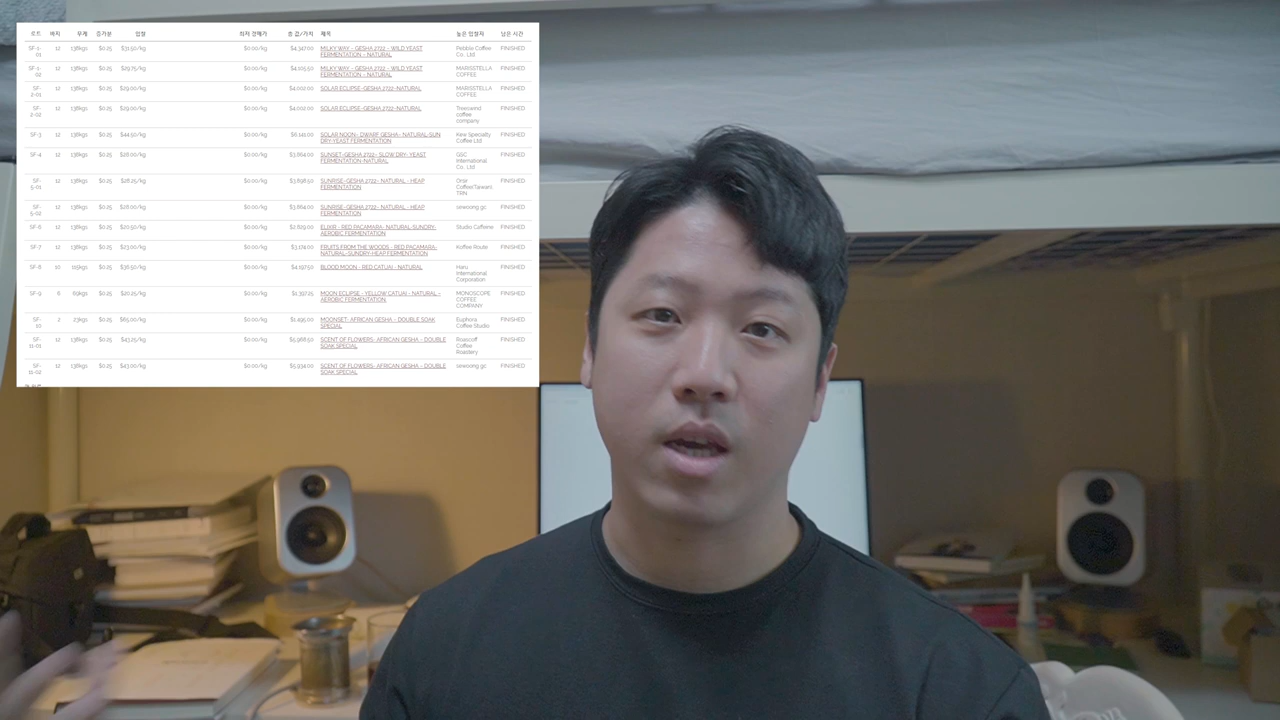 로트 백지 무게 증가분 입찰 최저 경매가 총 값/가치 제목 높은 입찰자 남은 시간
SF-1-01 12 138kgs $0.25 $31.50/kg $0.00/kg $4,347.00 MILKY WAY - GESHA 2722 - WILD YEAST FERMENTATION - NATURAL Pebble Coffee Co., Ltd FINISHED
SF-1-02 12 138kgs $0.25 $29.75/kg $0.00/kg $4,105.50 MILKY WAY - GESHA 2722 - WILD YEAST FERMENTATION - NATURAL MARISSTELLA COFFEE FINISHED
SF-2-01 12 138kgs $0.25 $29.00/kg $0.00/kg $4,002.00 SOLAR ECLIPSE-GESHA 2722-NATURAL MARISSTELLA COFFEE FINISHED
SF-2-02 12 138kgs $0.25 $29.00/kg $0.00/kg $4,002.00 SOLAR ECLIPSE-GESHA 2722-NATURAL coffee company FINISHED
SF-3 12 138kgs $0.25 $44.50/kg $0.00/kg $6,141.00 SOLAR NOON- DWARF GESHA- NATURAL-SUN DRY-YEAST FERMENTATION Kew Specialty Coffee Ltd FINISHED
SF-4 12 138kgs $0.25 $28.00/kg $0.00/kg $3,864.00 SUNSET-GESHA 2722- SLOW DRY- YEAST FERMENTATION-NATURAL GSC International Co., Ltd FINISHED
SF-5-01 12 138kgs $0.25 $28.25/kg $0.00/kg $3,898.50 SUNRISE-GESHA 2722- NATURAL - HEAP FERMENTATION Orsir Coffee(Taiwan) TRN FINISHED
SF-5-02 12 138kgs $0.25 $28.00/kg $0.00/kg $3,864.00 SUNRISE-GESHA 2722- NATURAL - HEAP FERMENTATION sewoong gc FINISHED
SF-6 12 138kgs $0.25 $20.50/kg $0.00/kg $2,829.00 ELIXIR - RED PACAMARA- NATURAL-SUNDRY-AEROBIC FERMENTATION Studio Caffeine FINISHED
SF-7 12 138kgs $0.25 $23.00/kg $0.00/kg $3,174.00 FRUITS FROM THE WOODS - RED PACAMARA-NATURAL-SUNDRY-HEAP FERMENTATION Koffee Route FINISHED
SF-8 10 115kgs $0.25 $36.50/kg $0.00/kg $4,197.50 BLOOD MOON - RED CATUAI - NATURAL Haru International Corporation FINISHED
SF-9 6 69kgs $0.25 $20.25/kg $0.00/kg $1,397.25 MOON ECLIPSE - YELLOW CATUAI - NATURAL - AEROBIC FERMENTATION MONOSCOPE COFFEE COMPANY FINISHED
SF-10 2 23kgs $0.25 $65.00/kg $0.00/kg $1,495.00 MOONSET- AFRICAN GESHA - DOUBLE SOAK SPECIAL Euphora Coffee Studio FINISHED
SF-11-01 12 138kgs $0.25 $43.25/kg $0.00/kg $5,968.50 SCENT OF FLOWERS- AFRICAN GESHA - DOUBLE SOAK SPECIAL Roascoff Coffee Roastery FINISHED
SF-11-02 12 138kgs $0.25 $43.00/kg $0.00/kg $5,934.00 SCENT OF FLOWERS- AFRICAN GESHA - DOUBLE SOAK SPECIAL sewoong gc FINISHED